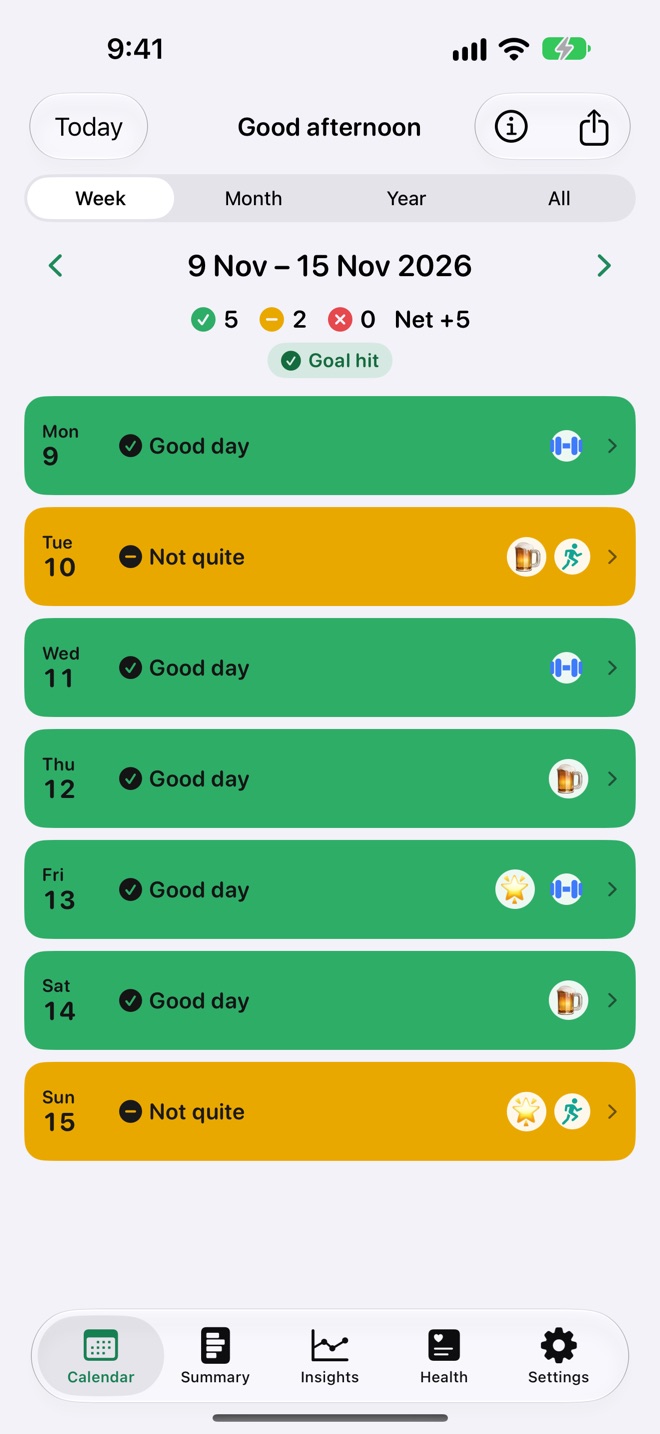 9:41
Today
Good afternoon
Week Month Year All
9 Nov – 15 Nov 2026
5 2 0 Net +5
Goal hit
Mon
9
Good day
Tue
10
Not quite
Wed
11
Good day
Thu
12
Good day
Fri
13
Good day
Sat
14
Good day
Sun
15
Not quite
Calendar Summary Insights Health Settings